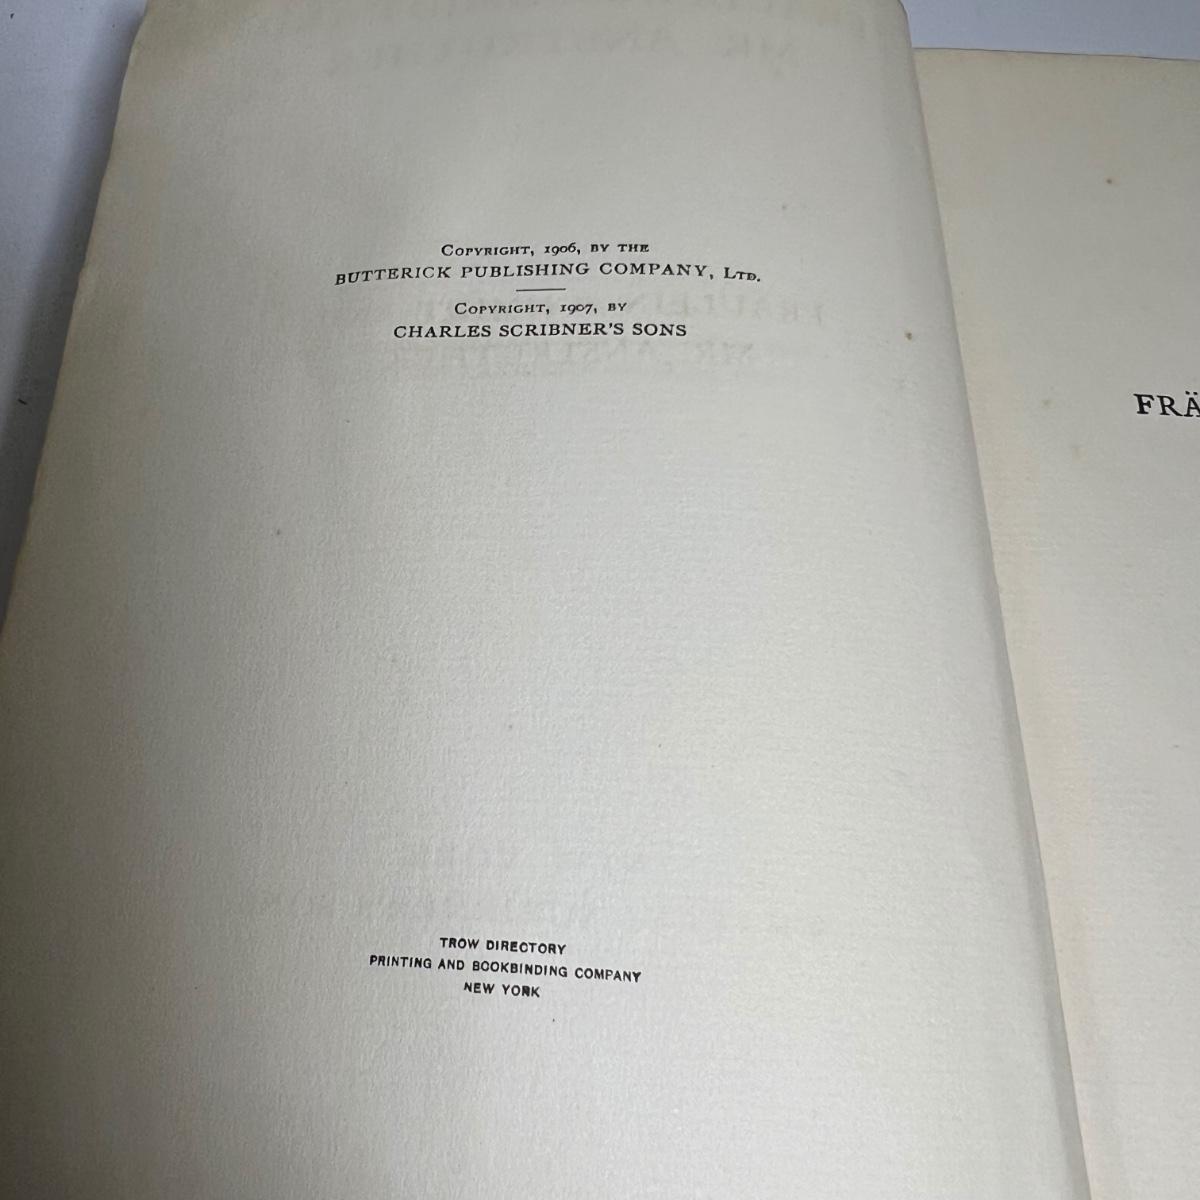 COPYRIGHT, 1906, BY THE
BUTTERICK PUBLISHING COMPANY, LTD.
COPYRIGHT, 1907, BY
CHARLES SCRIBNER'S SONS
TROW DIRECTORY
PRINTING AND BOOKBINDING COMPANY
NEW YORK
FRÄ